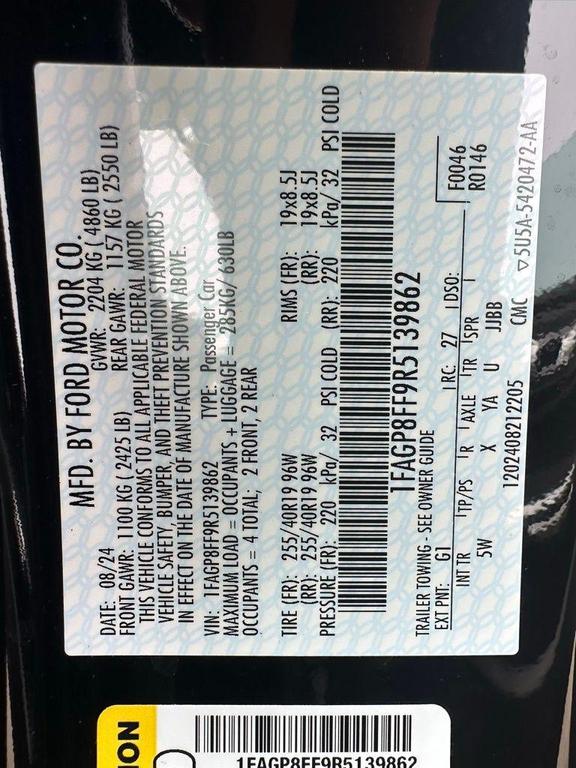 MFD. BY FORD MOTOR CO.
DATE: 08/24 GVWR: 2204 KG ( 4860 LB)
FRONT GAWR: 1100 KG ( 2425 LB) REAR GAWR: 1157 KG ( 2550 LB)
THIS VEHICLE CONFORMS TO ALL APPLICABLE FEDERAL MOTOR
VEHICLE SAFETY, BUMPER, AND THEFT PREVENTION STANDARDS
IN EFFECT ON THE DATE OF MANUFACTURE SHOWN ABOVE.
VIN: 1FAGP8FF9R5139862 TYPE: Passenger Car
MAXIMUM LOAD = OCCUPANTS + LUGGAGE = 285KG/ 630LB
OCCUPANTS = 4 TOTAL; 2 FRONT, 2 REAR
TIRE (FR): 255/40R19 96W RIMS (FR): 19x8.5J
(RR): 255/40R19 96W (RR): 19x8.5J
PRESSURE (FR): 220 kPa/ 32 PSI COLD (RR): 220 kPa/ 32 PSI COLD
1FAGP8FF9R5139862
TRAILER TOWING - SEE OWNER GUIDE
EXT PNT: G1 RC: 27 DSO: F0046
R0146
INT TR TP/PS R AXLE TR SPR
5W X YA U JJBB
1202408212205 CMC ▽5U5A-5420472-AA
ION
1FAGP8FF9R5139862